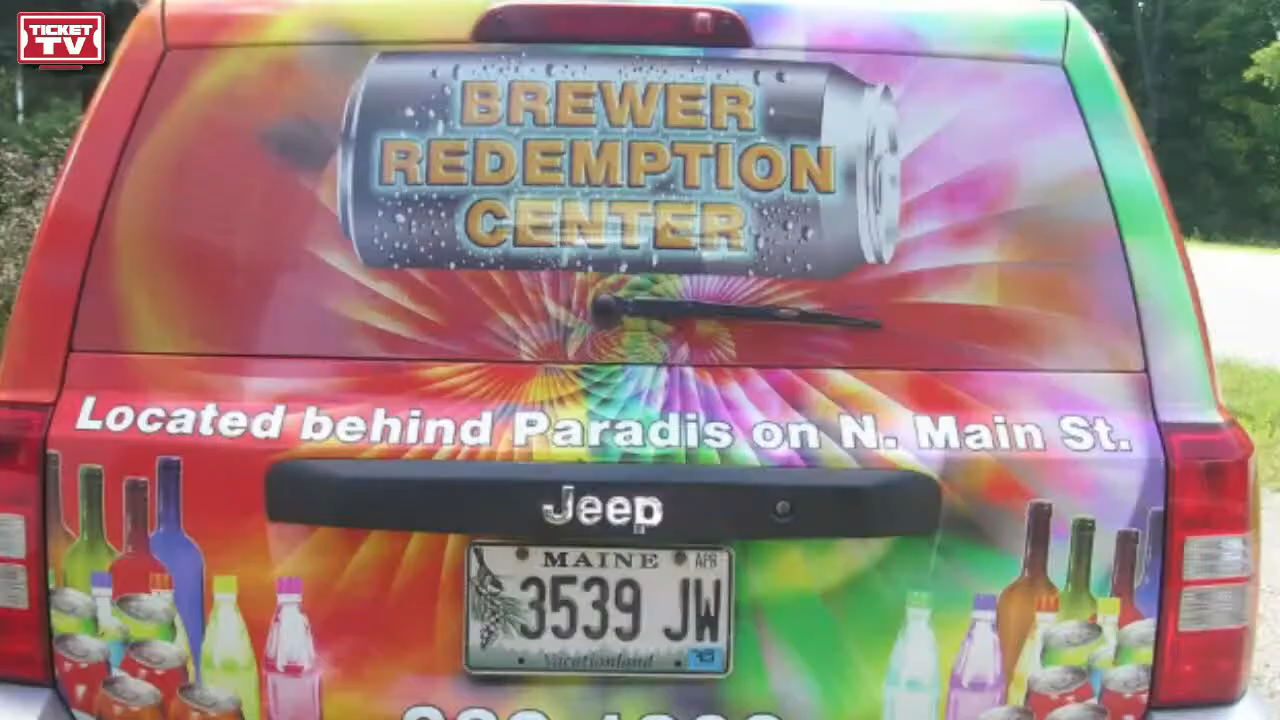 TICKET
TV
BREWER
REDEMPTION
CENTER
Located behind Paradis on N. Main St.
Jeep
MAINE APR
3539 JW
Vacationland